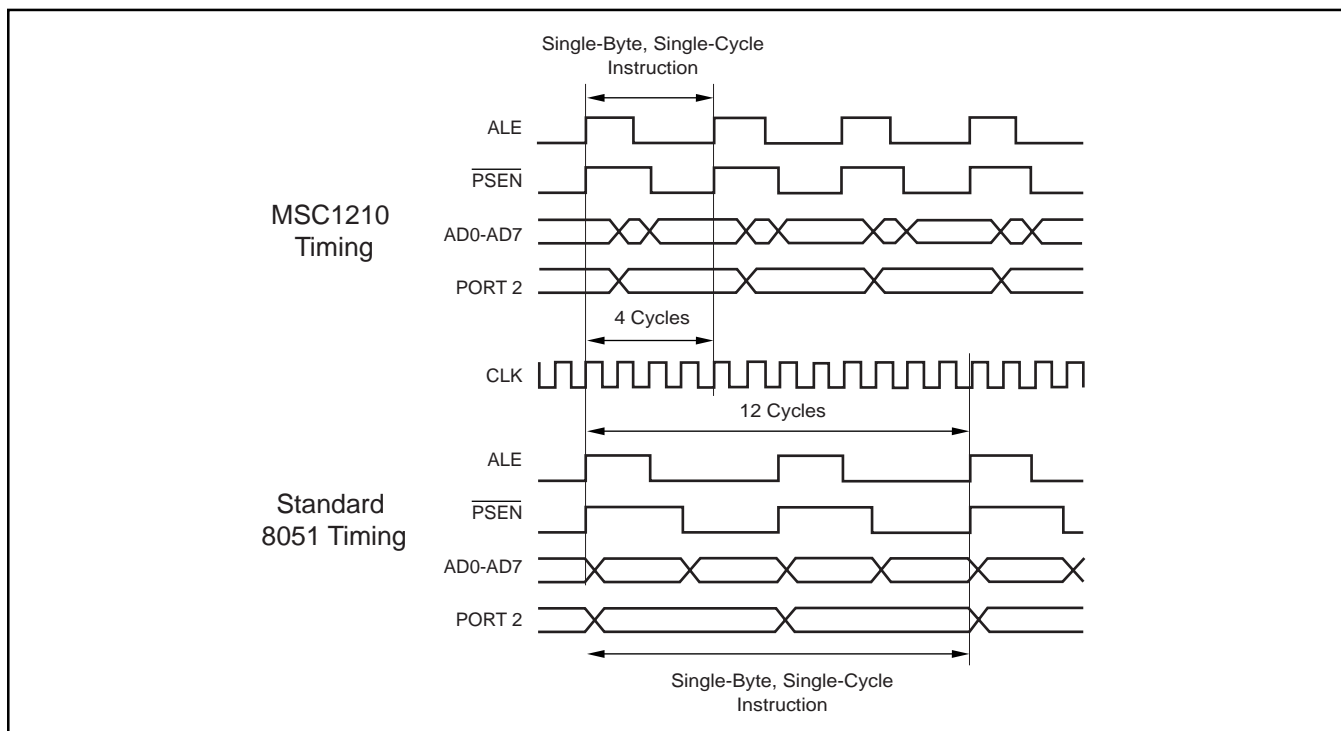 Single-Byte, Single-Cycle
Instruction
ALE
PSEN
MSC1210
Timing
AD0-AD7
PORT 2
4 Cycles
CLK
12 Cycles
ALE
PSEN
Standard
8051 Timing
AD0-AD7
PORT 2
Single-Byte, Single-Cycle
Instruction